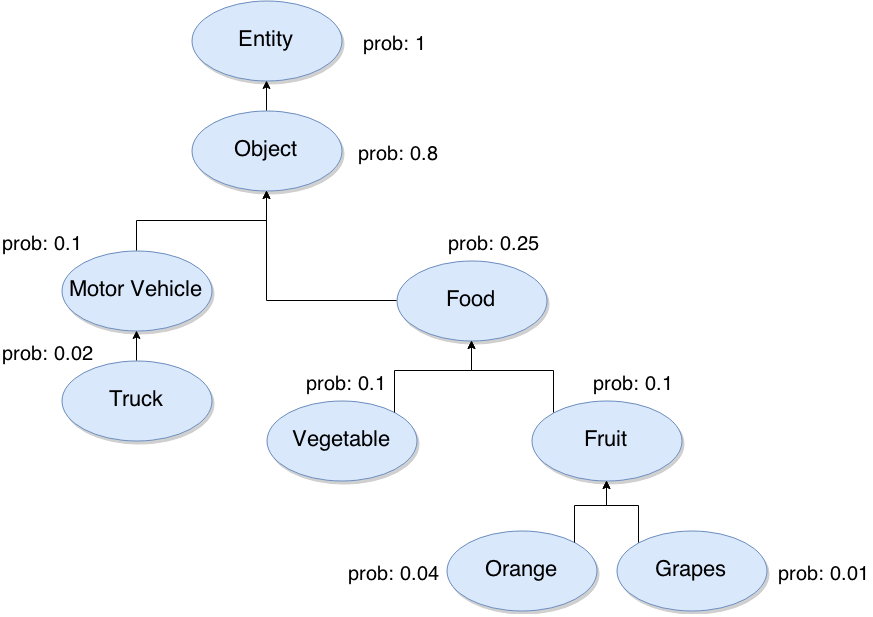 Entity
prob: 1
Object
prob: 0.8
prob: 0.1
Motor Vehicle
prob: 0.25
Food
prob: 0.02
Truck
prob: 0.1
Vegetable
prob: 0.1
Fruit
prob: 0.04
Orange
Grapes
prob: 0.01